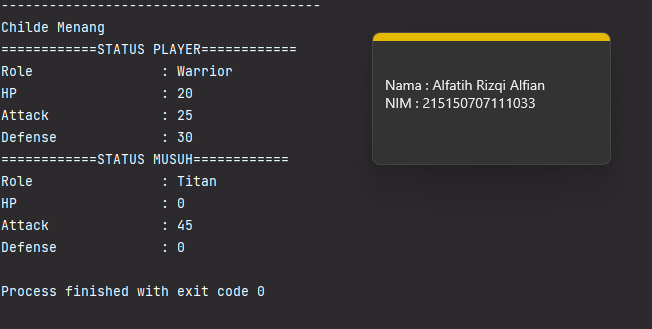 ----------------------------------------
Childe Menang
============STATUS PLAYER============
Role                : Warrior
HP                  : 20
Attack              : 25
Defense             : 30
============STATUS MUSUH============
Role                : Titan
HP                  : 0
Attack              : 45
Defense             : 0
Process finished with exit code 0
Nama : Alfatih Rizqi Alfian
NIM : 215150707111033